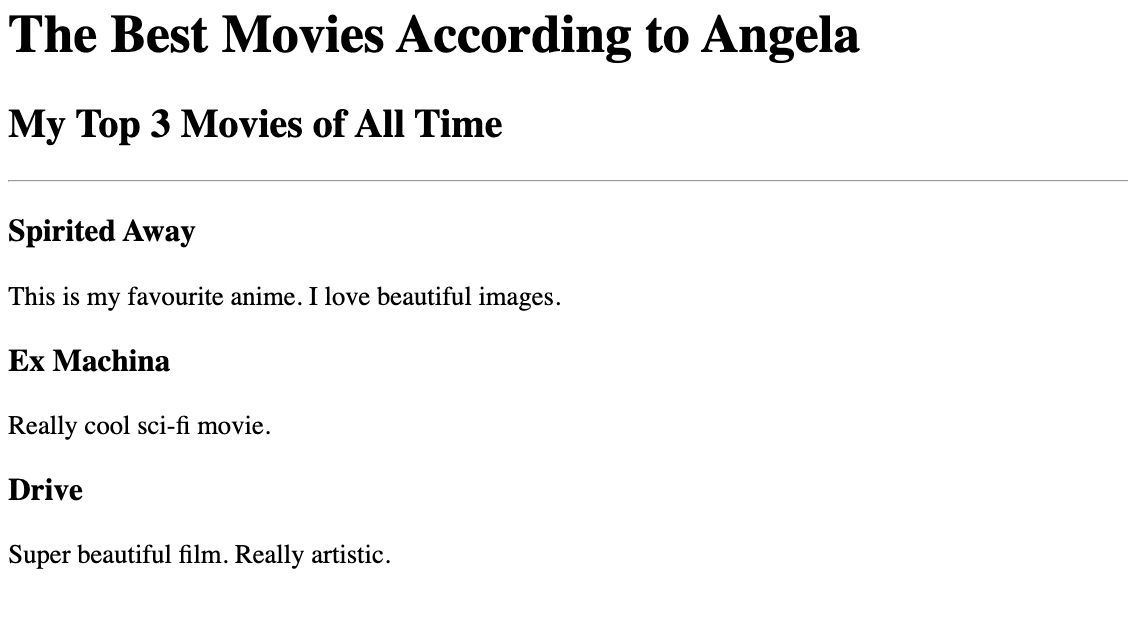 The Best Movies According to Angela
My Top 3 Movies of All Time
Spirited Away
This is my favourite anime. I love beautiful images.
Ex Machina
Really cool sci-fi movie.
Drive
Super beautiful film. Really artistic.